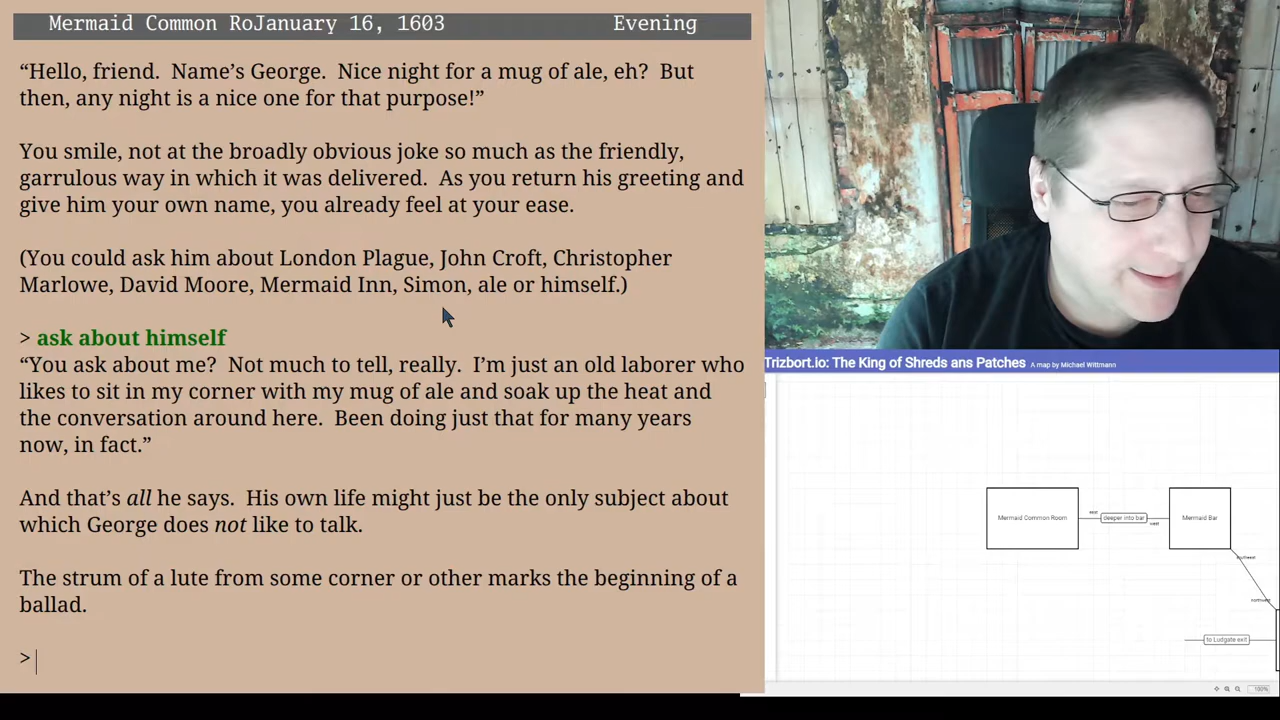 Mermaid Common RoJanuary 16, 1603 Evening
“Hello, friend. Name’s George. Nice night for a mug of ale, eh? But
then, any night is a nice one for that purpose!”
You smile, not at the broadly obvious joke so much as the friendly,
garrulous way in which it was delivered. As you return his greeting and
give him your own name, you already feel at your ease.
(You could ask him about London Plague, John Croft, Christopher
Marlowe, David Moore, Mermaid Inn, Simon, ale or himself.)
> ask about himself
“You ask about me? Not much to tell, really. I’m just an old laborer who
likes to sit in my corner with my mug of ale and soak up the heat and
the conversation around here. Been doing just that for many years
now, in fact.”
And that’s all he says. His own life might just be the only subject about
which George does not like to talk.
The strum of a lute from some corner or other marks the beginning of a
ballad.
>
Trizbort.io: The King of Shreds ans Patches A map by Michael Wittmann
Mermaid Common Room
east
deeper into bar
west
Mermaid Bar
southeast
northwest
to Ludgate exit
100%